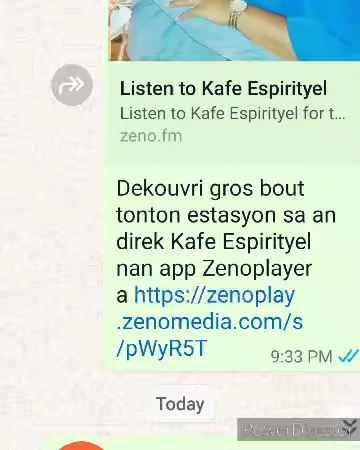 Listen to Kafe Espirityel
Listen to Kafe Espirityel for t...
zeno.fm
Dekouvri gros bout
tonton estasyon sa an
direk Kafe Espirityel
nan app Zenoplayer
a https://zenoplay
.zenomedia.com/s
/pWyR5T
9:33 PM
Today
PowerDirector